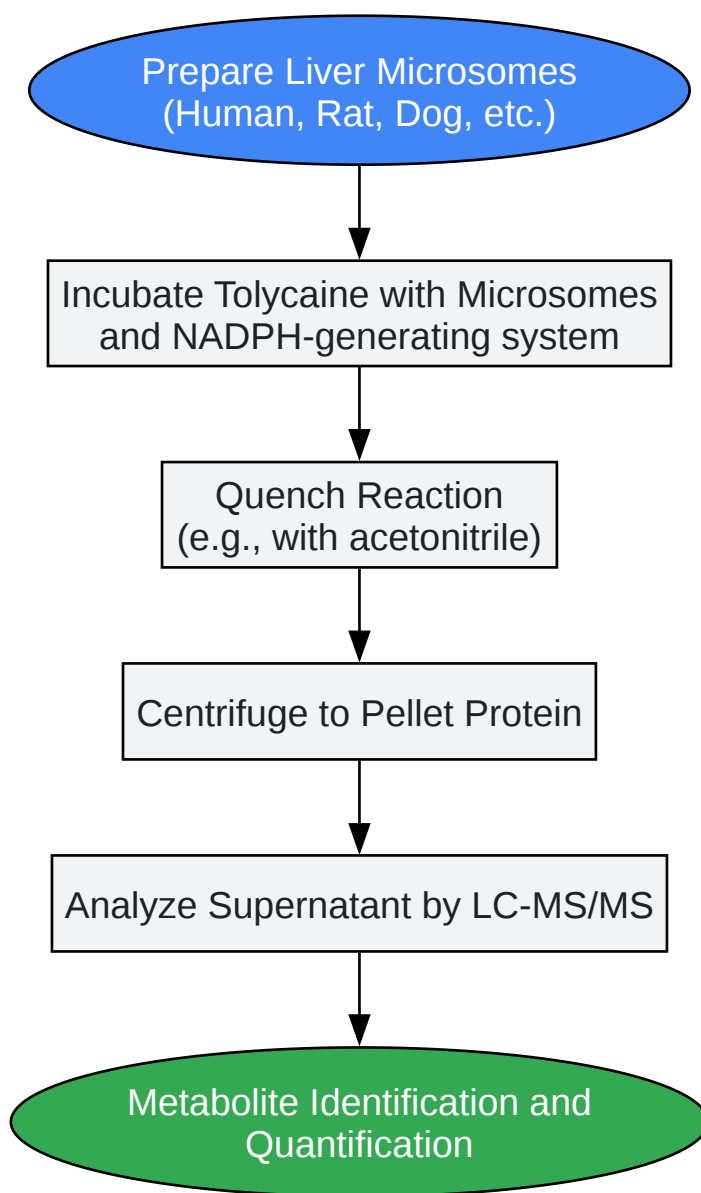 Prepare Liver Microsomes
(Human, Rat, Dog, etc.)
Incubate Tolycaine with Microsomes
and NADPH-generating system
Quench Reaction
(e.g., with acetonitrile)
Centrifuge to Pellet Protein
Analyze Supernatant by LC-MS/MS
Metabolite Identification and
Quantification